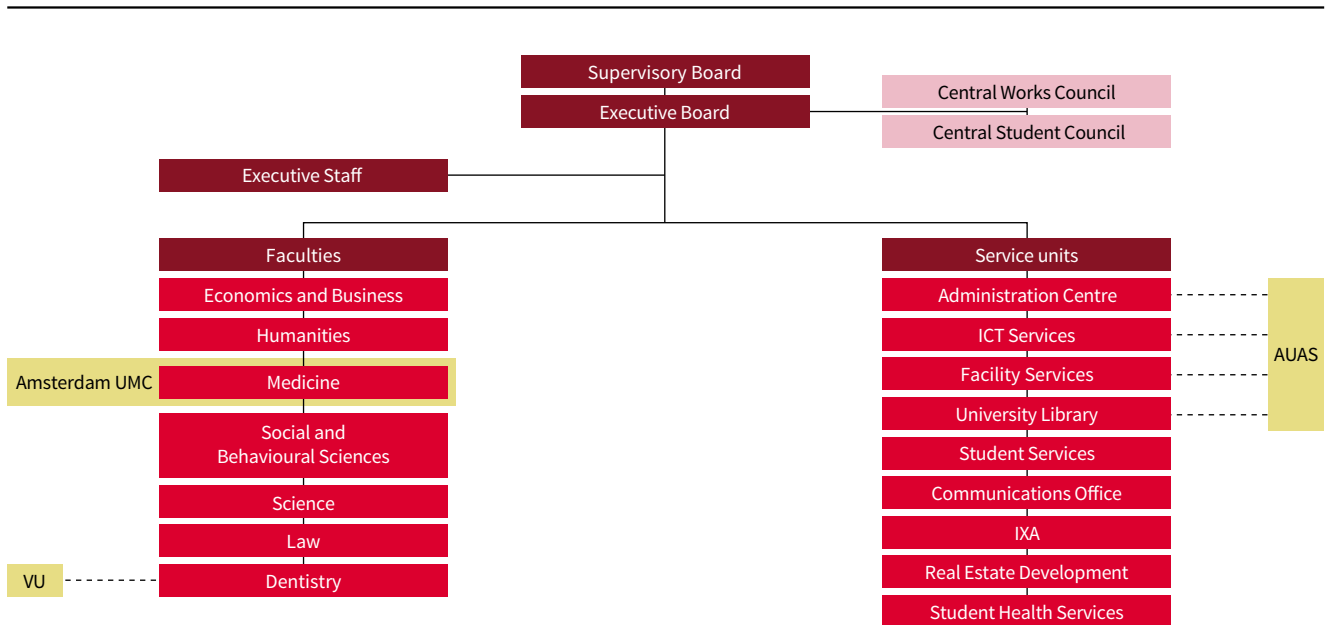 Supervisory Board
Executive Board
Central Works Council
Central Student Council
Executive Staff
Faculties
Economics and Business
Humanities
Amsterdam UMC
Medicine
Social and
Behavioural Sciences
Science
Law
VU
Dentistry
Service units
Administration Centre
ICT Services
Facility Services
University Library
Student Services
Communications Office
IXA
Real Estate Development
Student Health Services
AUAS